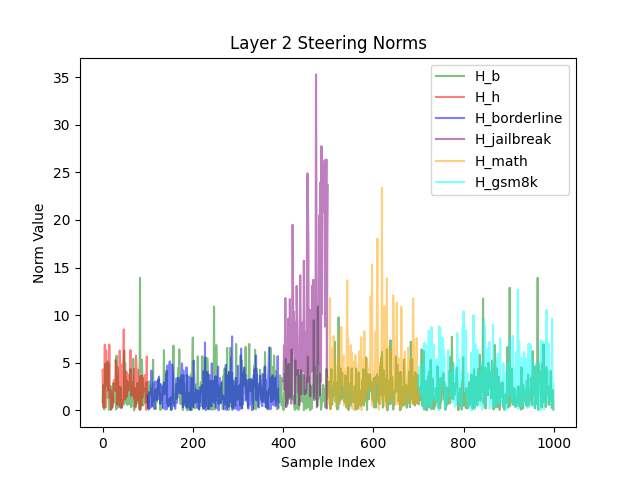 Layer 2 Steering Norms
Norm Value
35
30
25
20
15
10
5
0
H_b
H_h
H_borderline
H_jailbreak
H_math
H_gsm8k
0 200 400 600 800 1000
Sample Index